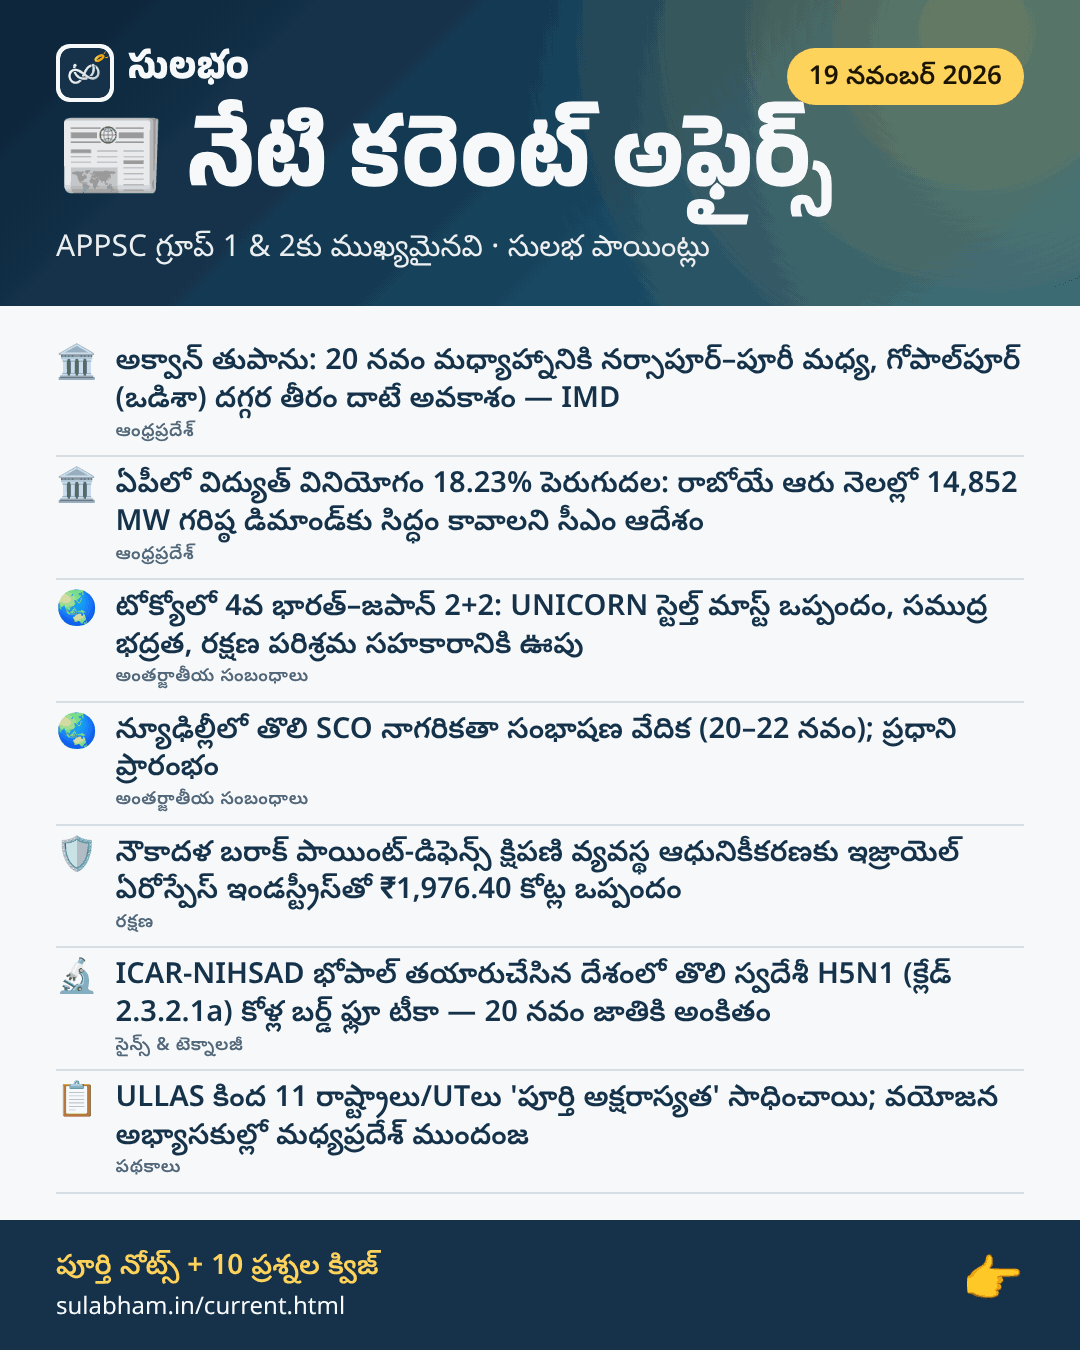 సులభం
19 నవంబర్ 2026
నేటి కరెంట్ అఫైర్స్
APPSC గ్రూప్ 1 & 2కు ముఖ్యమైనవి · సులభ పాయింట్లు
అక్వాన్ తుపాను: 20 నవం మధ్యాహ్నానికి నర్సాపూర్–పూరీ మధ్య, గోపాల్‌పూర్
(ఒడిశా) దగ్గర తీరం దాటే అవకాశం — IMD
ఆంధ్రప్రదేశ్
ఏపీలో విద్యుత్ వినియోగం 18.23% పెరుగుదల: రాబోయే ఆరు నెలల్లో 14,852
MW గరిష్ఠ డిమాండ్‌కు సిద్ధం కావాలని సీఎం ఆదేశం
ఆంధ్రప్రదేశ్
టోక్యోలో 4వ భారత్–జపాన్ 2+2: UNICORN స్టెల్త్ మాస్ట్ ఒప్పందం, సముద్ర
భద్రత, రక్షణ పరిశ్రమ సహకారానికి ఊపు
అంతర్జాతీయ సంబంధాలు
న్యూఢిల్లీలో తొలి SCO నాగరికతా సంభాషణ వేదిక (20–22 నవం); ప్రధాని
ప్రారంభం
అంతర్జాతీయ సంబంధాలు
నౌకాదళ బరాక్ పాయింట్-డిఫెన్స్ క్షిపణి వ్యవస్థ ఆధునికీకరణకు ఇజ్రాయెల్
ఏరోస్పేస్ ఇండస్ట్రీస్‌తో ₹1,976.40 కోట్ల ఒప్పందం
రక్షణ
ICAR-NIHSAD భోపాల్ తయారుచేసిన దేశంలో తొలి స్వదేశీ H5N1 (క్లేడ్
2.3.2.1a) కోళ్ల బర్డ్ ఫ్లూ టీకా — 20 నవం జాతికి అంకితం
సైన్స్ & టెక్నాలజీ
ULLAS కింద 11 రాష్ట్రాలు/UTలు 'పూర్తి అక్షరాస్యత' సాధించాయి; వయోజన
అభ్యాసకుల్లో మధ్యప్రదేశ్ ముందంజ
పథకాలు
పూర్తి నోట్స్ + 10 ప్రశ్నల క్విజ్
sulabham.in/current.html